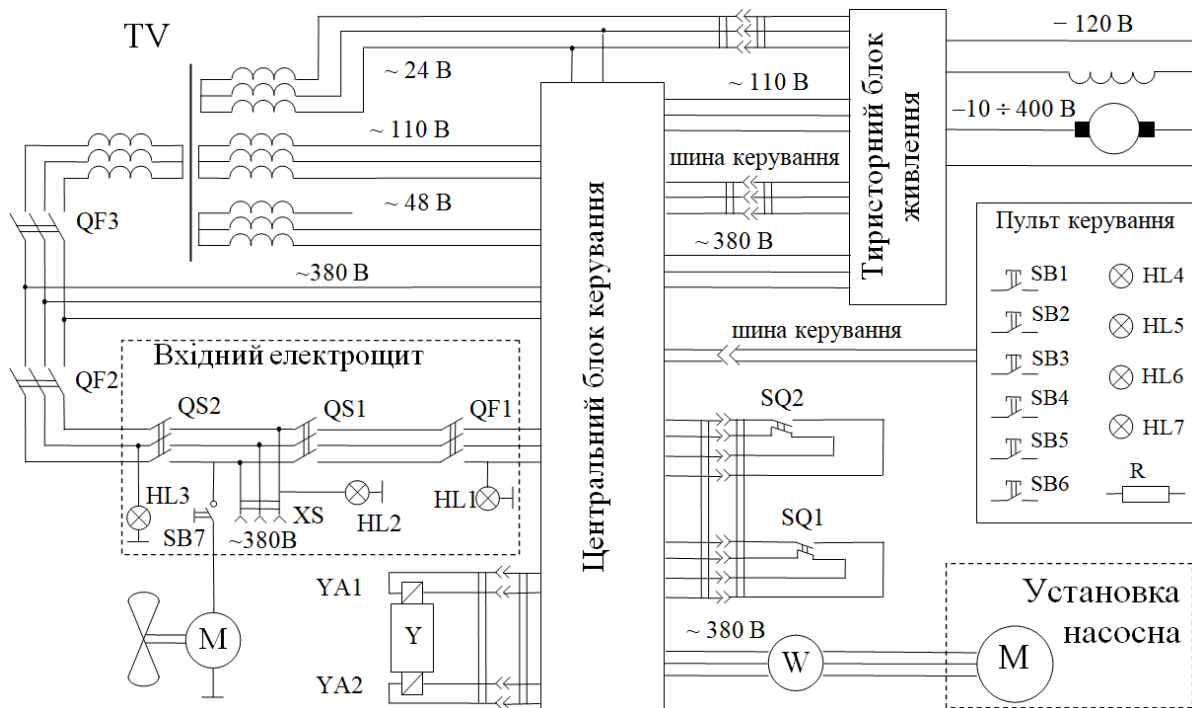 TV
~ 24 В
~ 110 В
~ 48 В
~380 В
QF3
QF2
Вхідний електрощит
QS2
QS1
QF1
HL3
SB7
~380В
XS
HL2
HL1
M
YA1
Y
YA2
Центральний блок керування
~ 110 В
шина керування
~ 380 В
Тиристорний блок живлення
− 120 В
−10 ÷ 400 В
Пульт керування
SB1
SB2
SB3
SB4
SB5
SB6
HL4
HL5
HL6
HL7
R
шина керування
SQ2
SQ1
~ 380 В
W
Установка
насосна
M